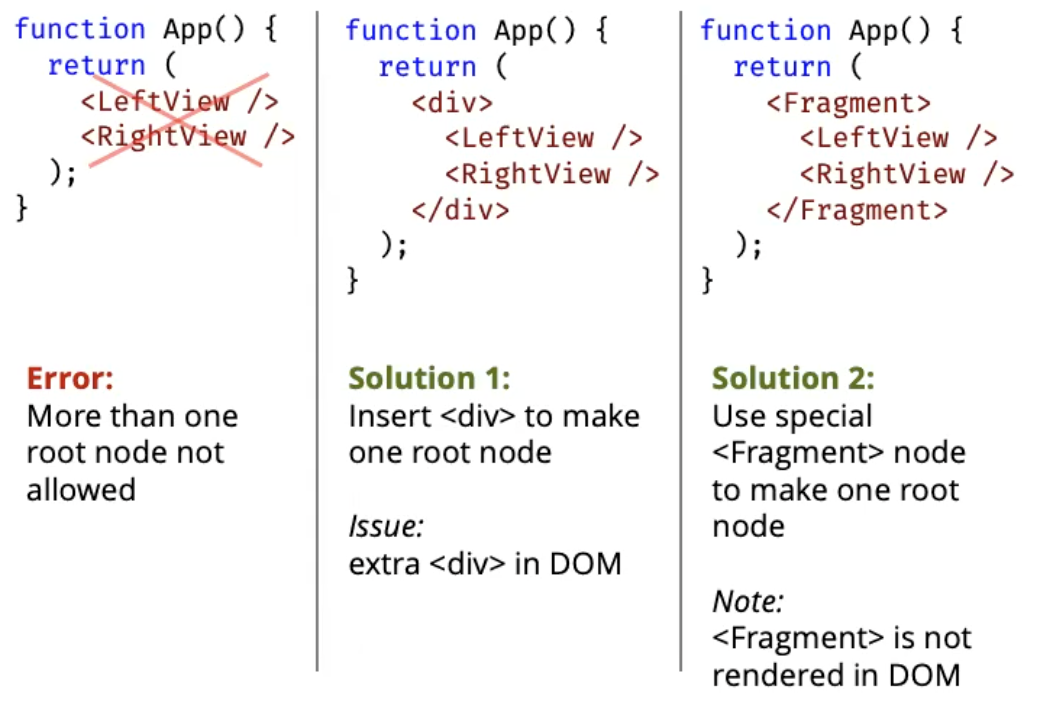 function App() {
  return (
    <LeftView />
    <RightView />
  );
}
Error:
More than one
root node not
allowed
function App() {
  return (
    <div>
      <LeftView />
      <RightView />
    </div>
  );
}
Solution 1:
Insert <div> to make
one root node
Issue:
extra <div> in DOM
function App() {
  return (
    <Fragment>
      <LeftView />
      <RightView />
    </Fragment>
  );
}
Solution 2:
Use special
<Fragment> node
to make one root
node
Note:
<Fragment> is not
rendered in DOM